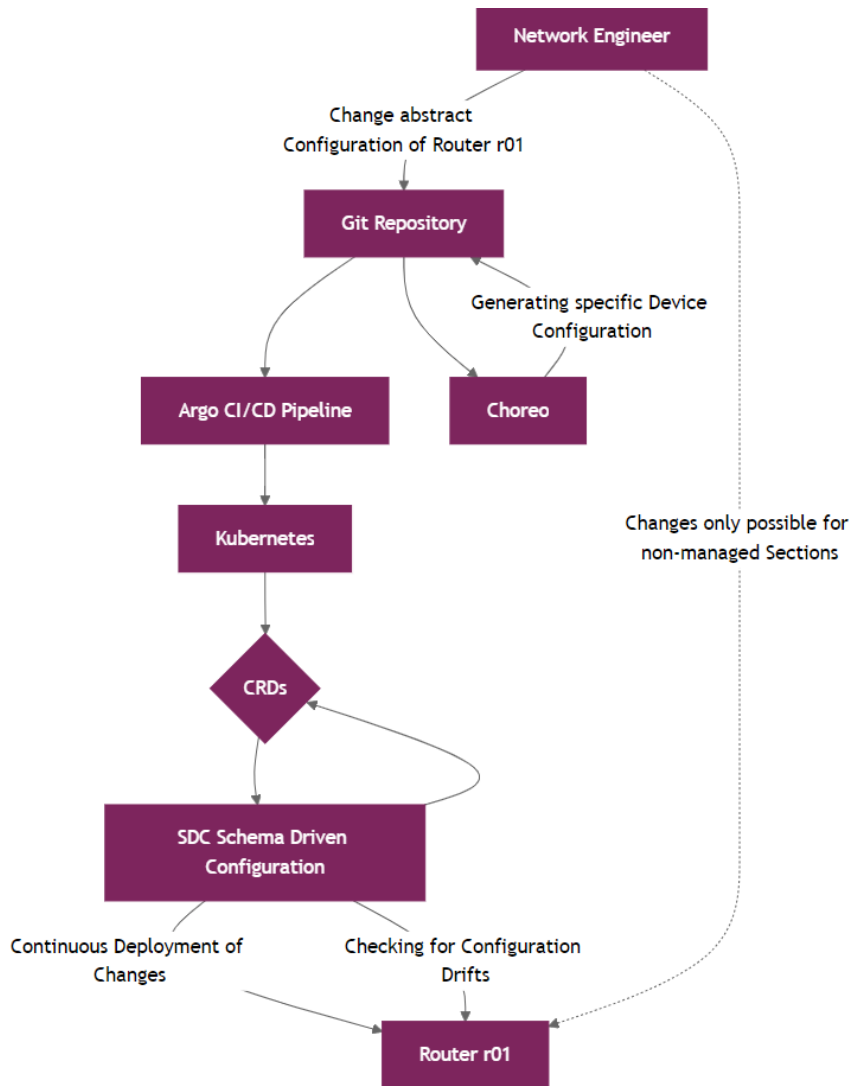 Network Engineer
Change abstract
Configuration of Router r01
Git Repository
Generating specific Device
Configuration
Argo CI/CD Pipeline
Choreo
Kubernetes
Changes only possible for
non-managed Sections
CRDs
SDC Schema Driven
Configuration
Continuous Deployment of
Changes
Checking for Configuration
Drifts
Router r01